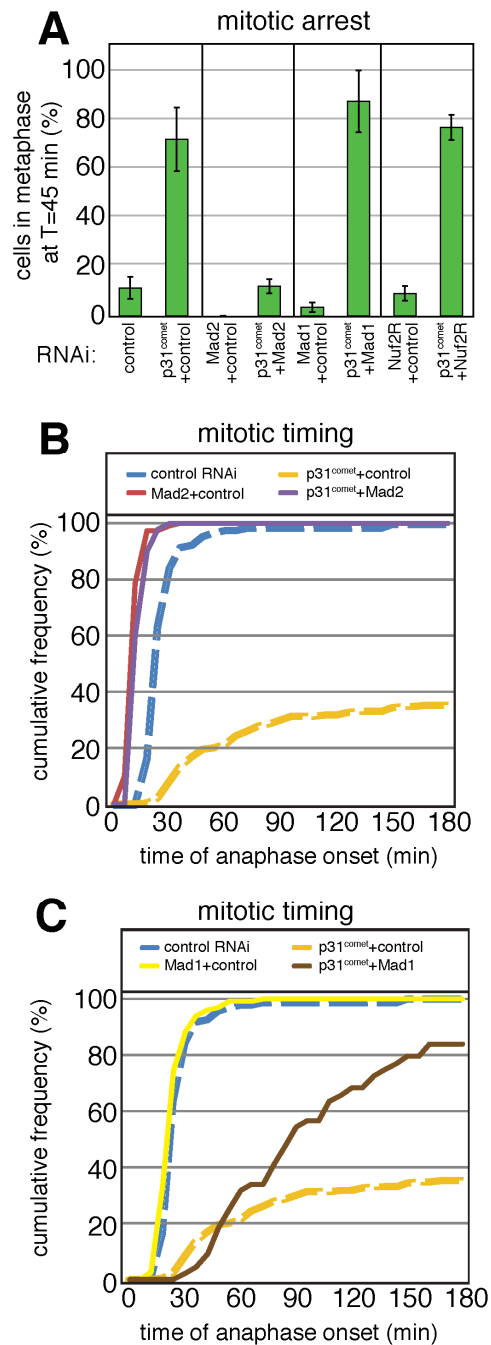 A
mitotic arrest
cells in metaphase
at T=45 min (%)
100
80
60
40
20
0
RNAi:
control
p31comet
+control
Mad2
+control
p31comet
+Mad2
Mad1
+control
p31comet
+Mad1
Nuf2R
+control
p31comet
+Nuf2R
B
mitotic timing
control RNAi
p31comet+control
Mad2+control
p31comet+Mad2
cumulative frequency (%)
100
80
60
40
20
0
0 30 60 90 120 150 180
time of anaphase onset (min)
C
mitotic timing
control RNAi
p31comet+control
Mad1+control
p31comet+Mad1
cumulative frequency (%)
100
80
60
40
20
0
0 30 60 90 120 150 180
time of anaphase onset (min)